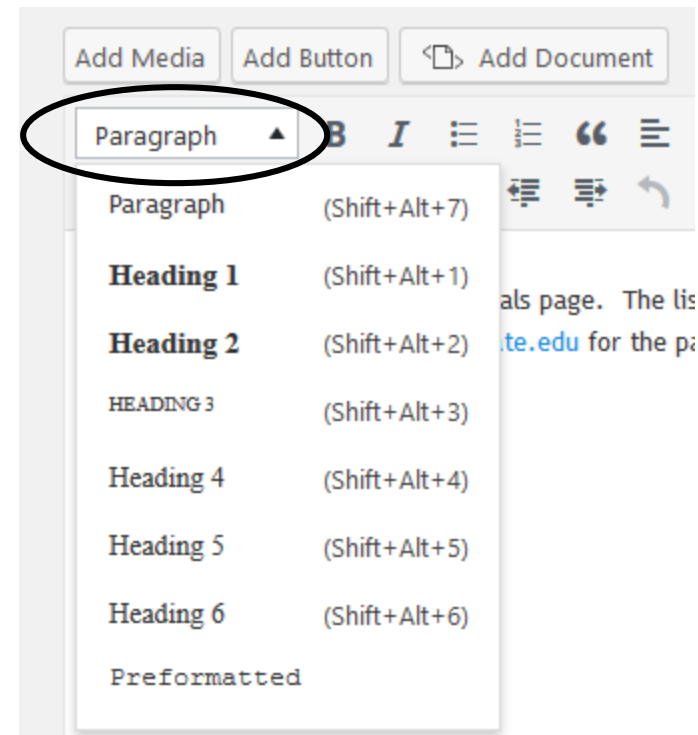 Add Media Add Button Add Document
Paragraph B I
Paragraph (Shift+Alt+7)
Heading 1 (Shift+Alt+1)
als page. The lis
Heading 2 (Shift+Alt+2) te.edu for the pa
HEADING 3 (Shift+Alt+3)
Heading 4 (Shift+Alt+4)
Heading 5 (Shift+Alt+5)
Heading 6 (Shift+Alt+6)
Preformatted